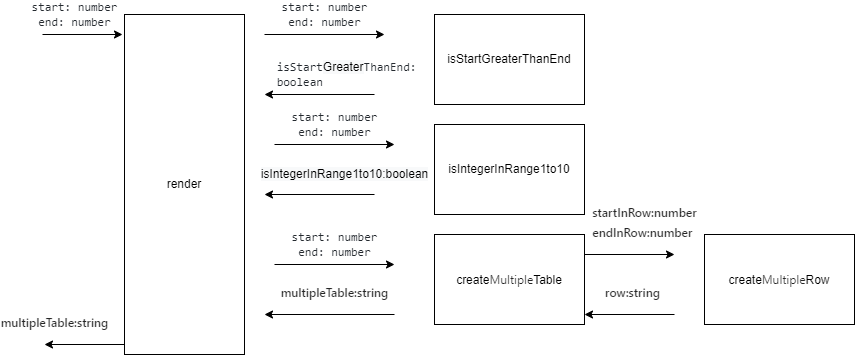 start: number
end: number
render
start: number
end: number
isStartGreaterThanEnd
isStartGreaterThanEnd:
boolean
start: number
end: number
isIntegerInRange1to10:boolean
isIntegerInRange1to10
start: number
end: number
createMultipleTable
multipleTable:string
startInRow:number
endInRow:number
createMultipleRow
row:string
multipleTable:string